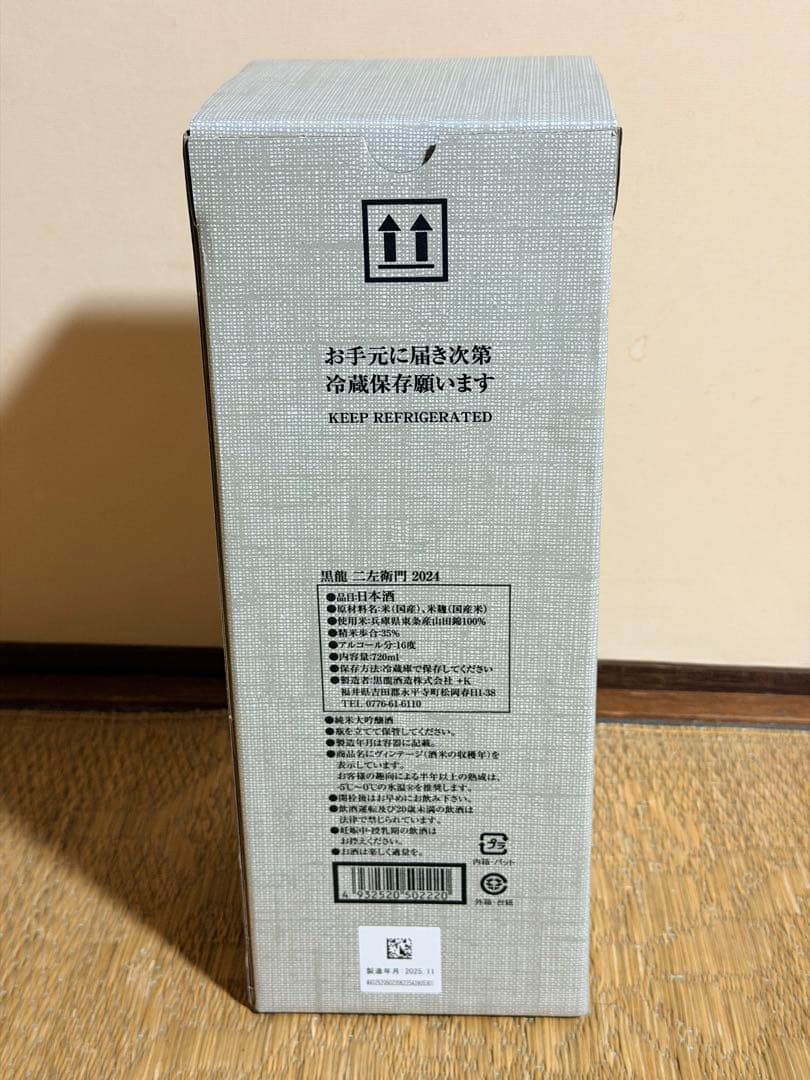 お手元に届き次第
冷蔵保存願います
KEEP REFRIGERATED
黒龍 二左衛門 2024
●品目:日本酒
●原材料名:米(国産)、米麹(国産米)
●使用米:兵庫県東条産山田錦100%
●精米歩合:35%
●アルコール分:16度
●内容量:720ml
●保存方法:冷蔵庫で保存してください
●製造者:黒龍酒造株式会社 +K
福井県吉田郡永平寺町松岡春日1-38
TEL 0776-61-6110
●純米大吟醸酒
●瓶を立てて保管してください。
●製造年月は容器に記載。
●商品名にヴィンテージ(酒米の収穫年)を
表示しています。
お客様の趣向による半年以上の熟成は、
-5℃〜0℃の氷温®を推奨します。
●開栓後はお早めにお飲み下さい。
●飲酒運転及び20歳未満の飲酒は
法律で禁じられています。
●妊娠中・授乳期の飲酒は
お控えください。
●お酒は楽しく適量を。
プラ
内箱・パット
外箱・台紙
4 932520 502220
製造年月 2025.11